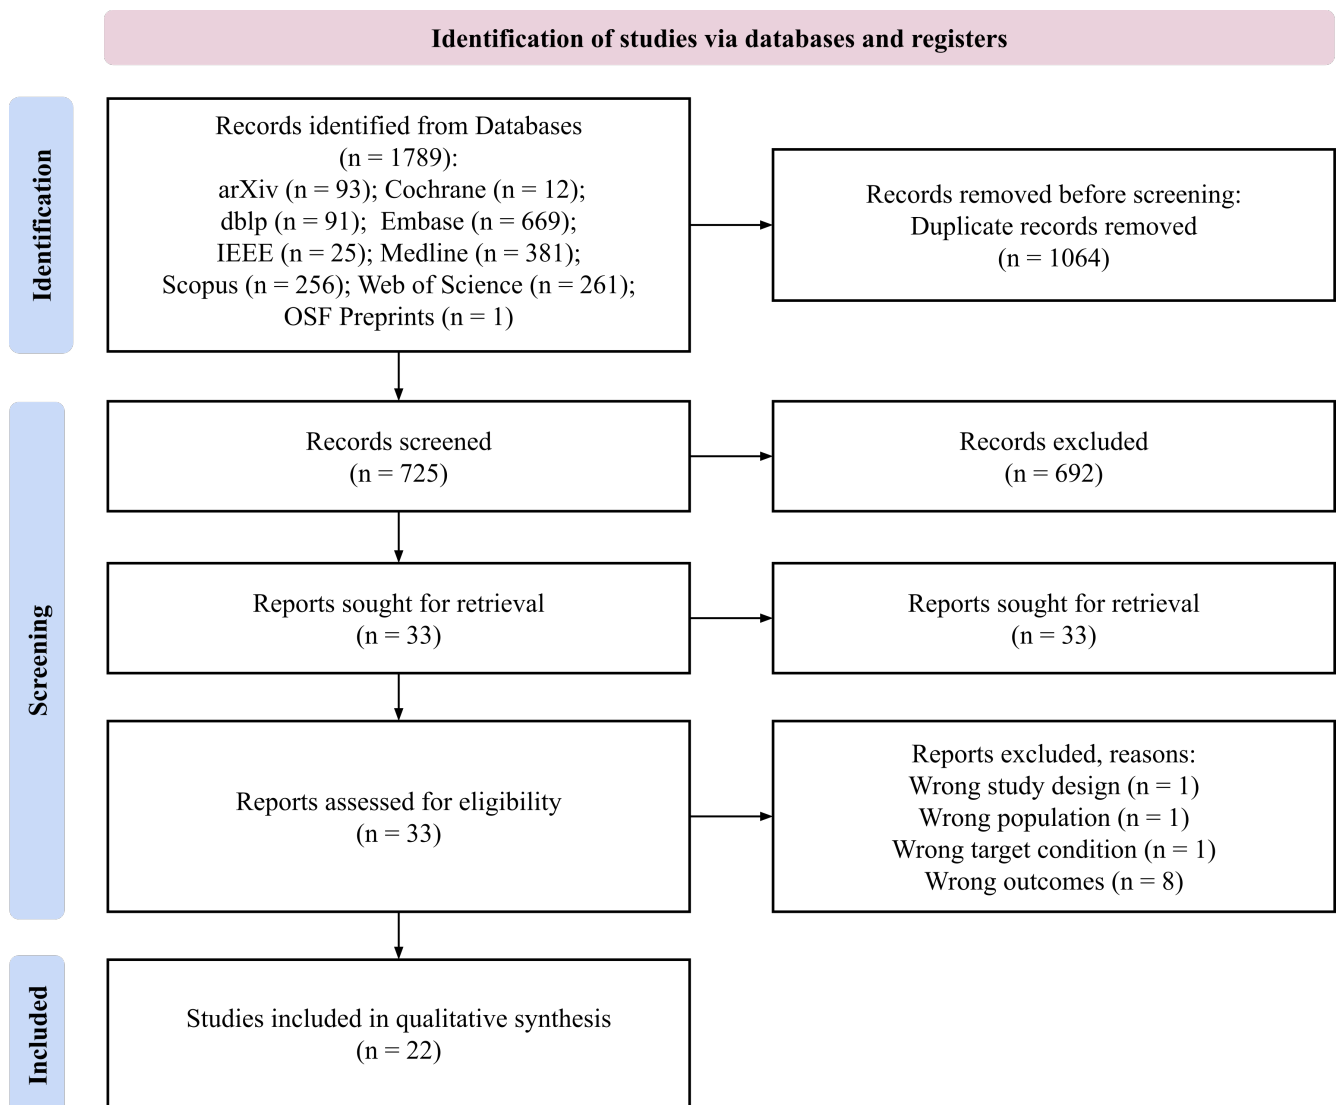 Identification of studies via databases and registers
Identification
Records identified from Databases
(n = 1789):
arXiv (n = 93); Cochrane (n = 12);
dblp (n = 91); Embase (n = 669);
IEEE (n = 25); Medline (n = 381);
Scopus (n = 256); Web of Science (n = 261);
OSF Preprints (n = 1)
Records removed before screening:
Duplicate records removed
(n = 1064)
Screening
Records screened
(n = 725)
Records excluded
(n = 692)
Reports sought for retrieval
(n = 33)
Reports sought for retrieval
(n = 33)
Reports assessed for eligibility
(n = 33)
Reports excluded, reasons:
Wrong study design (n = 1)
Wrong population (n = 1)
Wrong target condition (n = 1)
Wrong outcomes (n = 8)
Included
Studies included in qualitative synthesis
(n = 22)